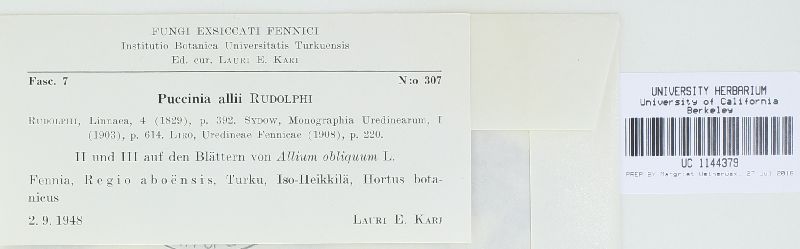 FUNGI EXSICCATI FENNICI
Institutio Botanica Universitatis Turkuensis
Ed. cur. LAURI E. KARI
Fasc. 7 N:o 307
Puccinia allii RUDOLPHI
RUDOLPHI, Linnaea, 4 (1829), p. 392. SYDOW, Monographia Uredinearum, I
(1903), p. 614. LIRO, Uredineae Fennicae (1908), p. 220.
II und III auf den Blättern von Allium obliquum L.
Fennia, Regio aboënsis, Turku, Iso-Heikkilä, Hortus bota-
nicus
2. 9. 1948 LAURI E. KARI
UNIVERSITY HERBARIUM
University of California
Berkeley
UC 1144379
PREP BY Margriet Weinerusx, 27 Jul 2016